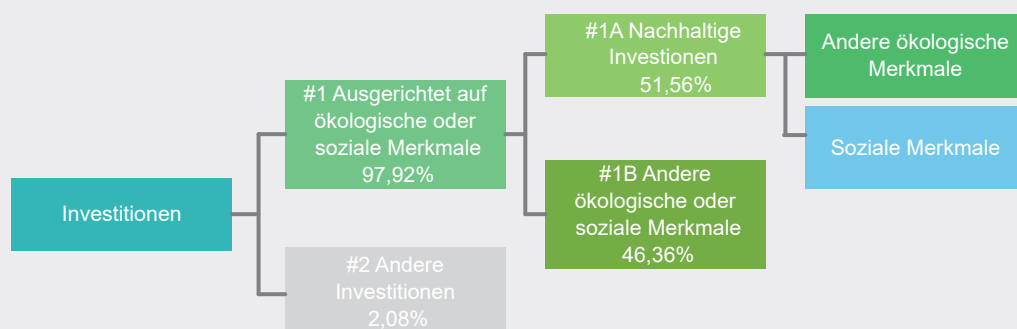 Investitionen
#1 Ausgerichtet auf
ökologische oder
soziale Merkmale
97,92%
#2 Andere
Investitionen
2,08%
#1A Nachhaltige
Investionen
51,56%
#1B Andere
ökologische oder
soziale Merkmale
46,36%
Andere ökologische
Merkmale
Soziale Merkmale